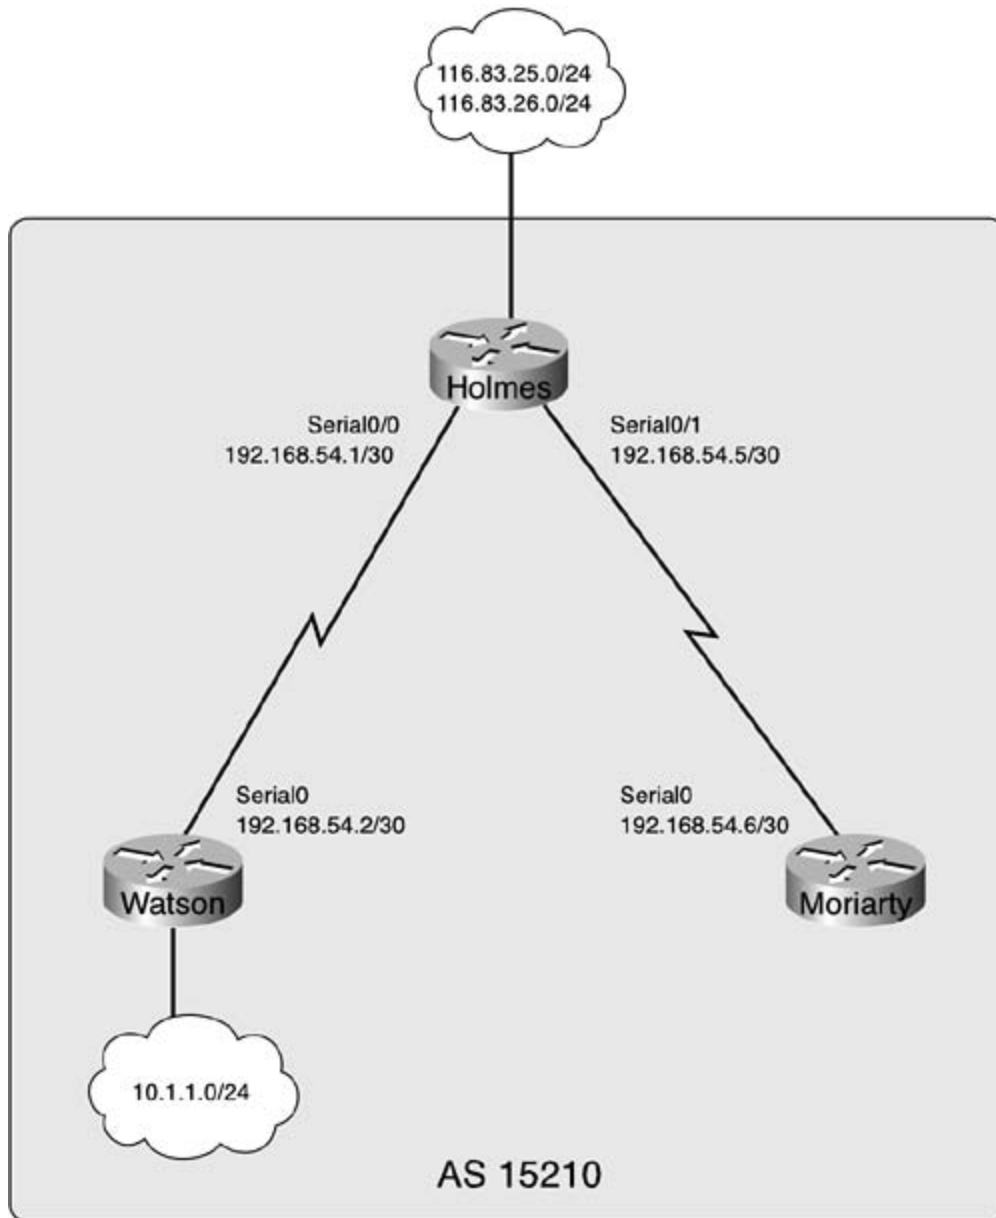 116.83.25.0/24
116.83.26.0/24
Holmes
Serial0/0
192.168.54.1/30
Serial0/1
192.168.54.5/30
Serial0
192.168.54.2/30
Serial0
192.168.54.6/30
Watson
Moriarty
10.1.1.0/24
AS 15210